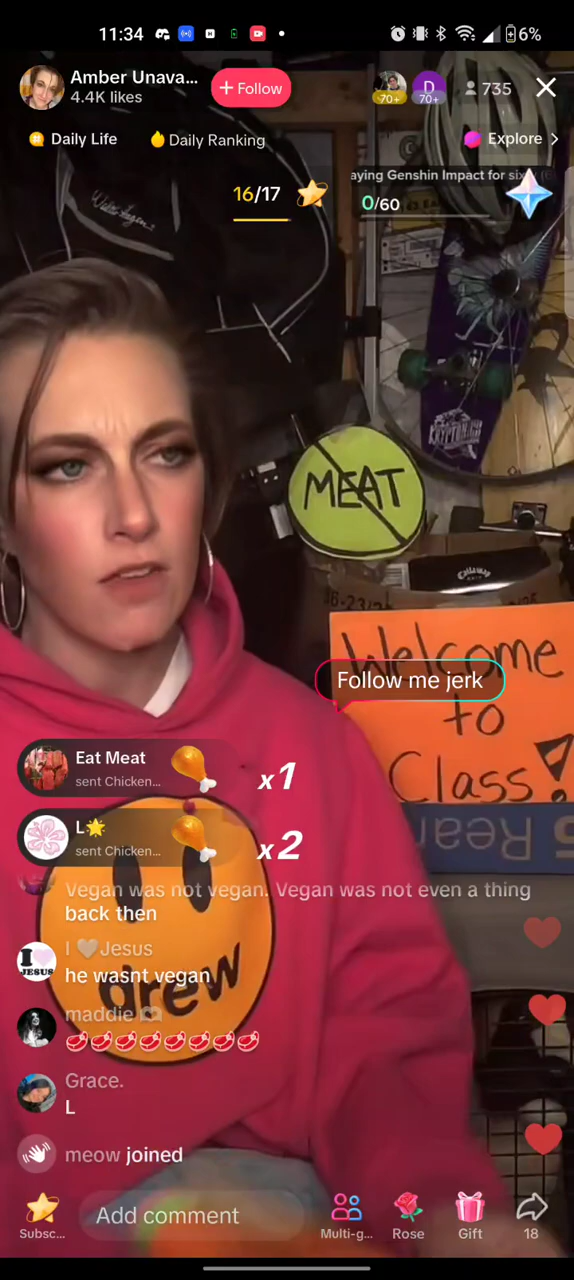 11:34
6%
Amber Unava...
4.4K likes
+ Follow
70+
D
70+
735
Daily Life
Daily Ranking
Explore
16/17
aying Genshin Impact for six
0/60
KRYPTONICS
MEAT
Callaway
Welcome
to
Class!
Follow me jerk
Eat Meat
sent Chicken...
x1
L🌟
sent Chicken...
x2
Vegan was not vegan. Vegan was not even a thing
back then
drew
I 🤍Jesus
I
JESUS
he wasnt vegan
maddie 🫶🏻
🥩🥩🥩🥩🥩🥩🥩🥩
Grace.
L
meow joined
Subsc...
Add comment
Multi-g...
Rose
Gift
18